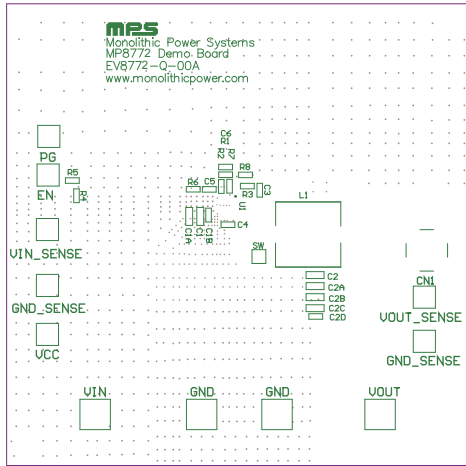 MPS
Monolithic Power Systems
MP8772 Demo Board
EV8772-Q-00A
www.monolithicpower.com
C6
R1
R2
R7
PG
R5
EN
R4
R6
C5
R8
R3
C3
L1
U1
C4
C1A
C1
C1B
VIN_SENSE
SW
C2
C2A
C2B
C2C
C2D
CN1
GND_SENSE
VOUT_SENSE
VCC
GND_SENSE
VIN
GND
GND
VOUT